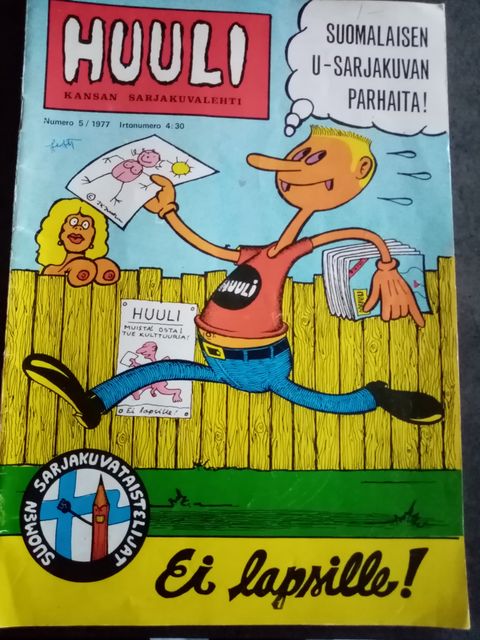 HUULI
KANSAN SARJAKUVALEHTI
Numero 5/1977 Irtonumero 4:30
SUOMALAISEN
U-SARJAKUVAN
PARHAITA!
HUULI
HUULI
MUISTA! OSTA!
TUE KULTTUURIA!
Ei lapsille!
SUOMEN SARJAKUVATAISTELIJAT
Ei lapsille!